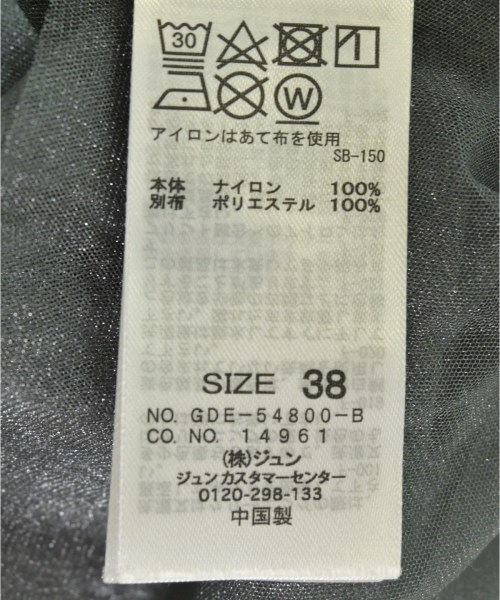 30
W
アイロンはあて布を使用
SB-150
本体 ナイロン 100%
別布 ポリエステル 100%
SIZE 38
NO. GDE-54800-B
CO. NO. 14961
(株)ジュン
ジュンカスタマーセンター
0120-298-133
中国製